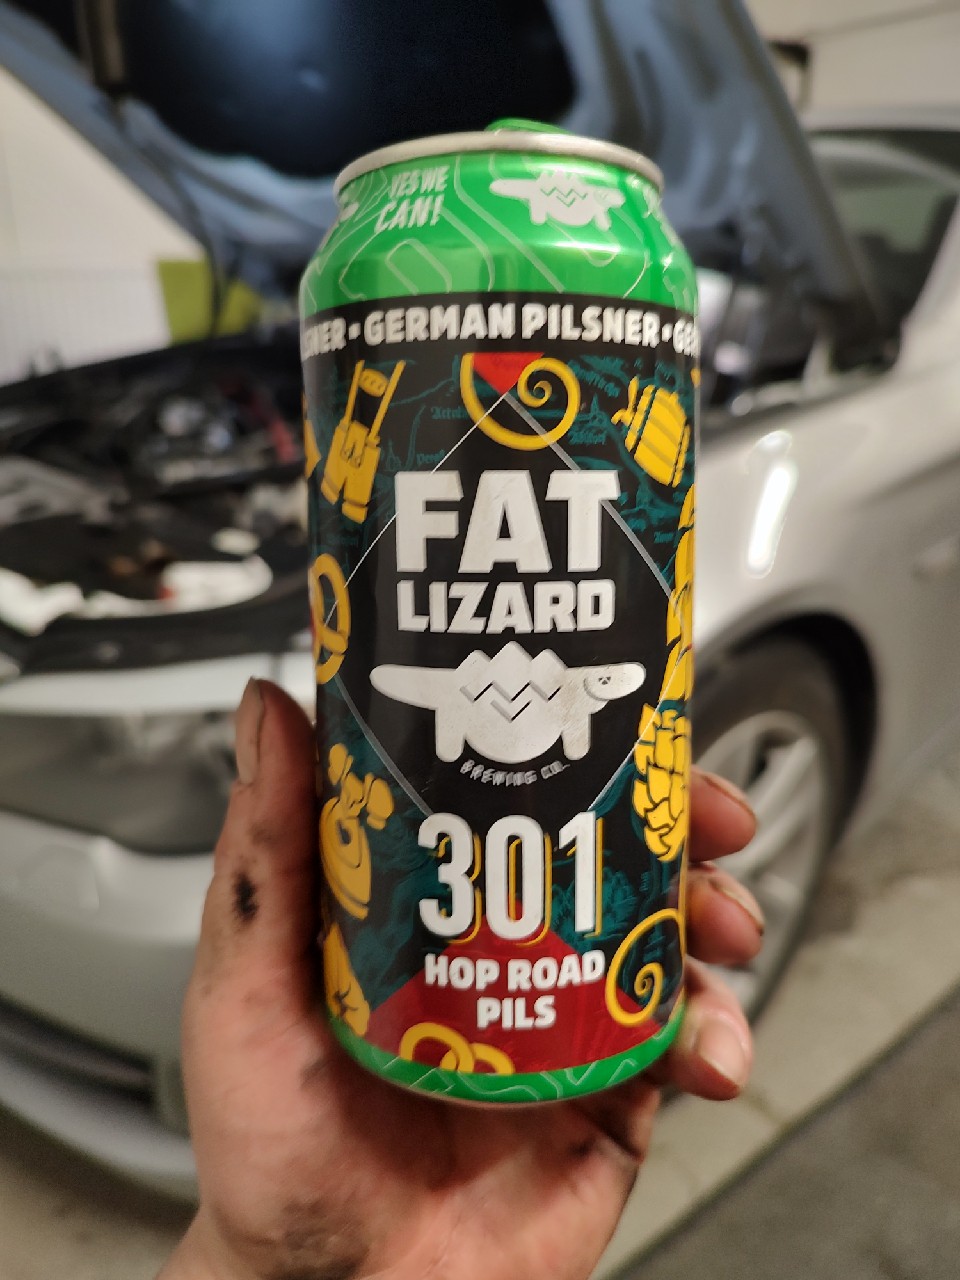 YES WE
CAN!
GERMAN PILSNER
FAT
LIZARD
BREWING CO.
301
HOP ROAD
PILS